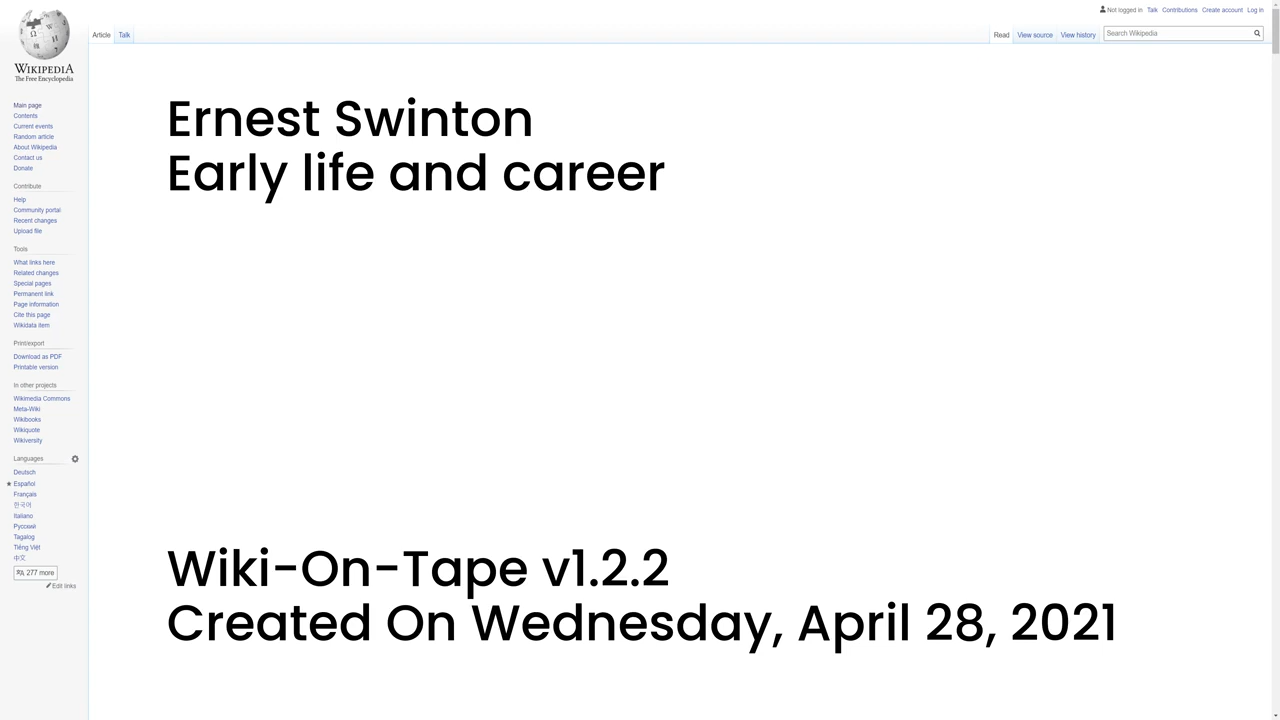 WIKIPEDIA
The Free Encyclopedia
Main page
Contents
Current events
Random article
About Wikipedia
Contact us
Donate
Contribute
Help
Community portal
Recent changes
Upload file
Tools
What links here
Related changes
Special pages
Permanent link
Page information
Cite this page
Wikidata item
Print/export
Download as PDF
Printable version
In other projects
Wikimedia Commons
Meta-Wiki
Wikibooks
Wikiquote
Wikiversity
Languages
Deutsch
Español
Français
한국어
Italiano
Русский
Tagalog
Tiếng Việt
中文
277 more
Edit links
Not logged in Talk Contributions Create account Log in
Article Talk Read View source View history Search Wikipedia
Ernest Swinton
Early life and career
Wiki-On-Tape v1.2.2
Created On Wednesday, April 28, 2021